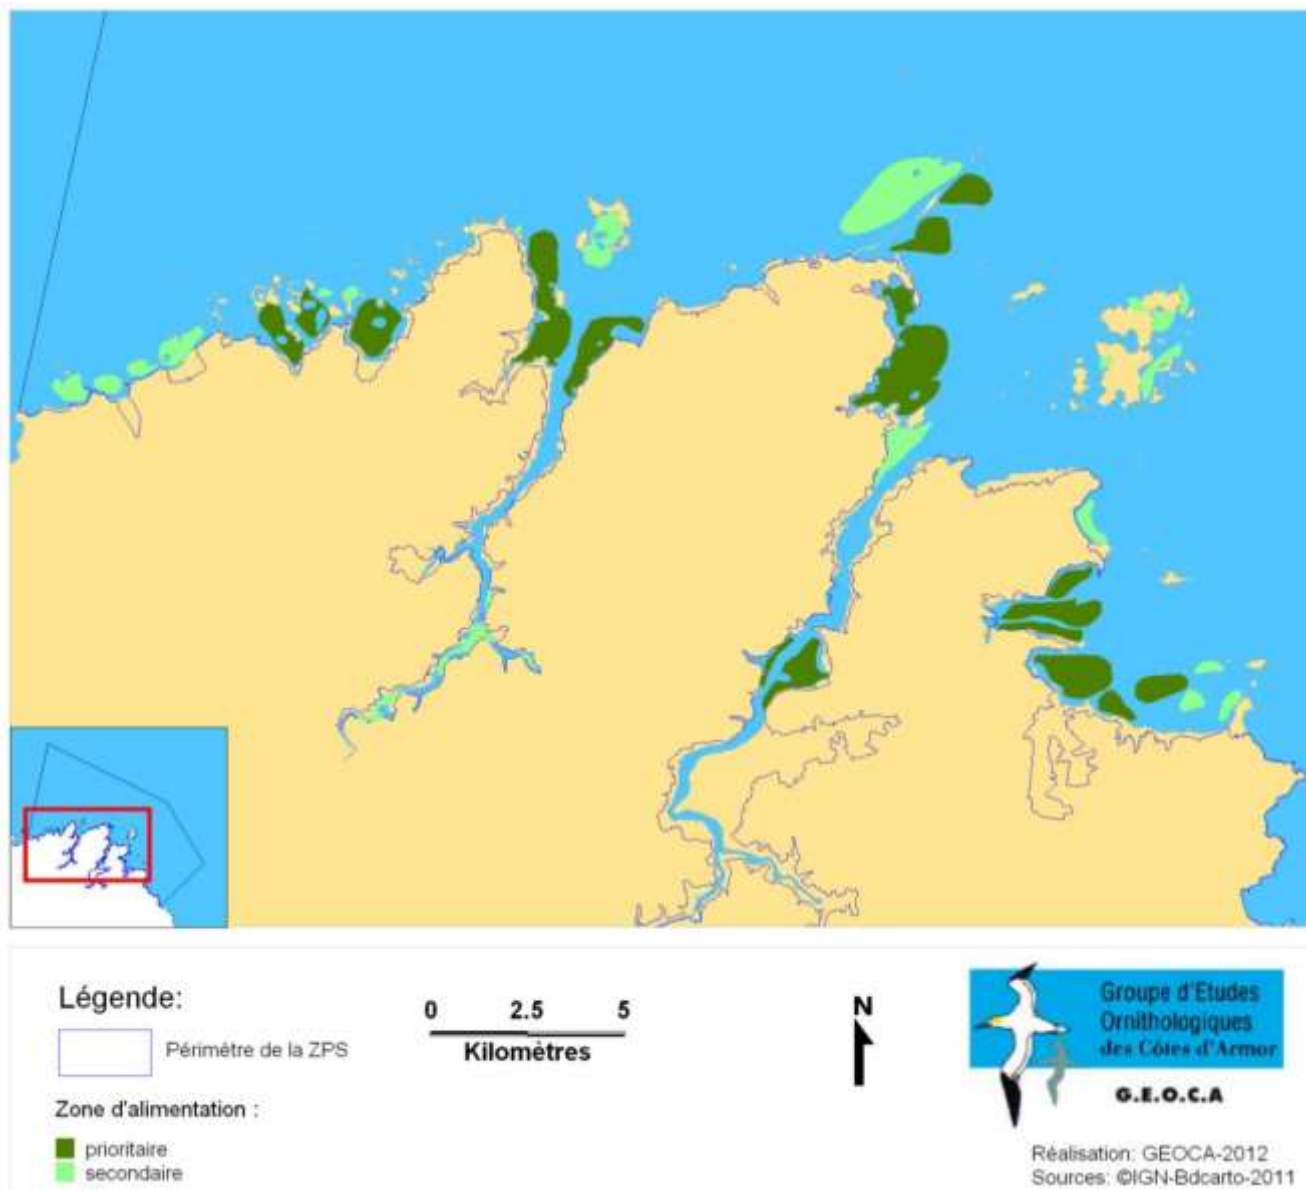 Légende:
Périmètre de la ZPS
Zone d'alimentation :
prioritaire
secondaire
0 2.5 5
Kilomètres
N
Groupe d'Etudes
Ornithologiques
des Côtes d'Armor
G.E.O.C.A
Réalisation: GEOCA-2012
Sources: ©IGN-Bdcarto-2011